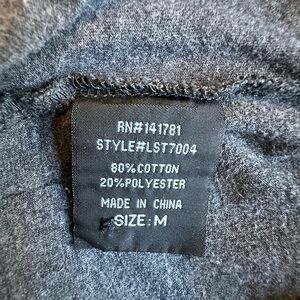 RN#141781
STYLE#LST7004
80%COTTON
20%POLYESTER
MADE IN CHINA
SIZE:M